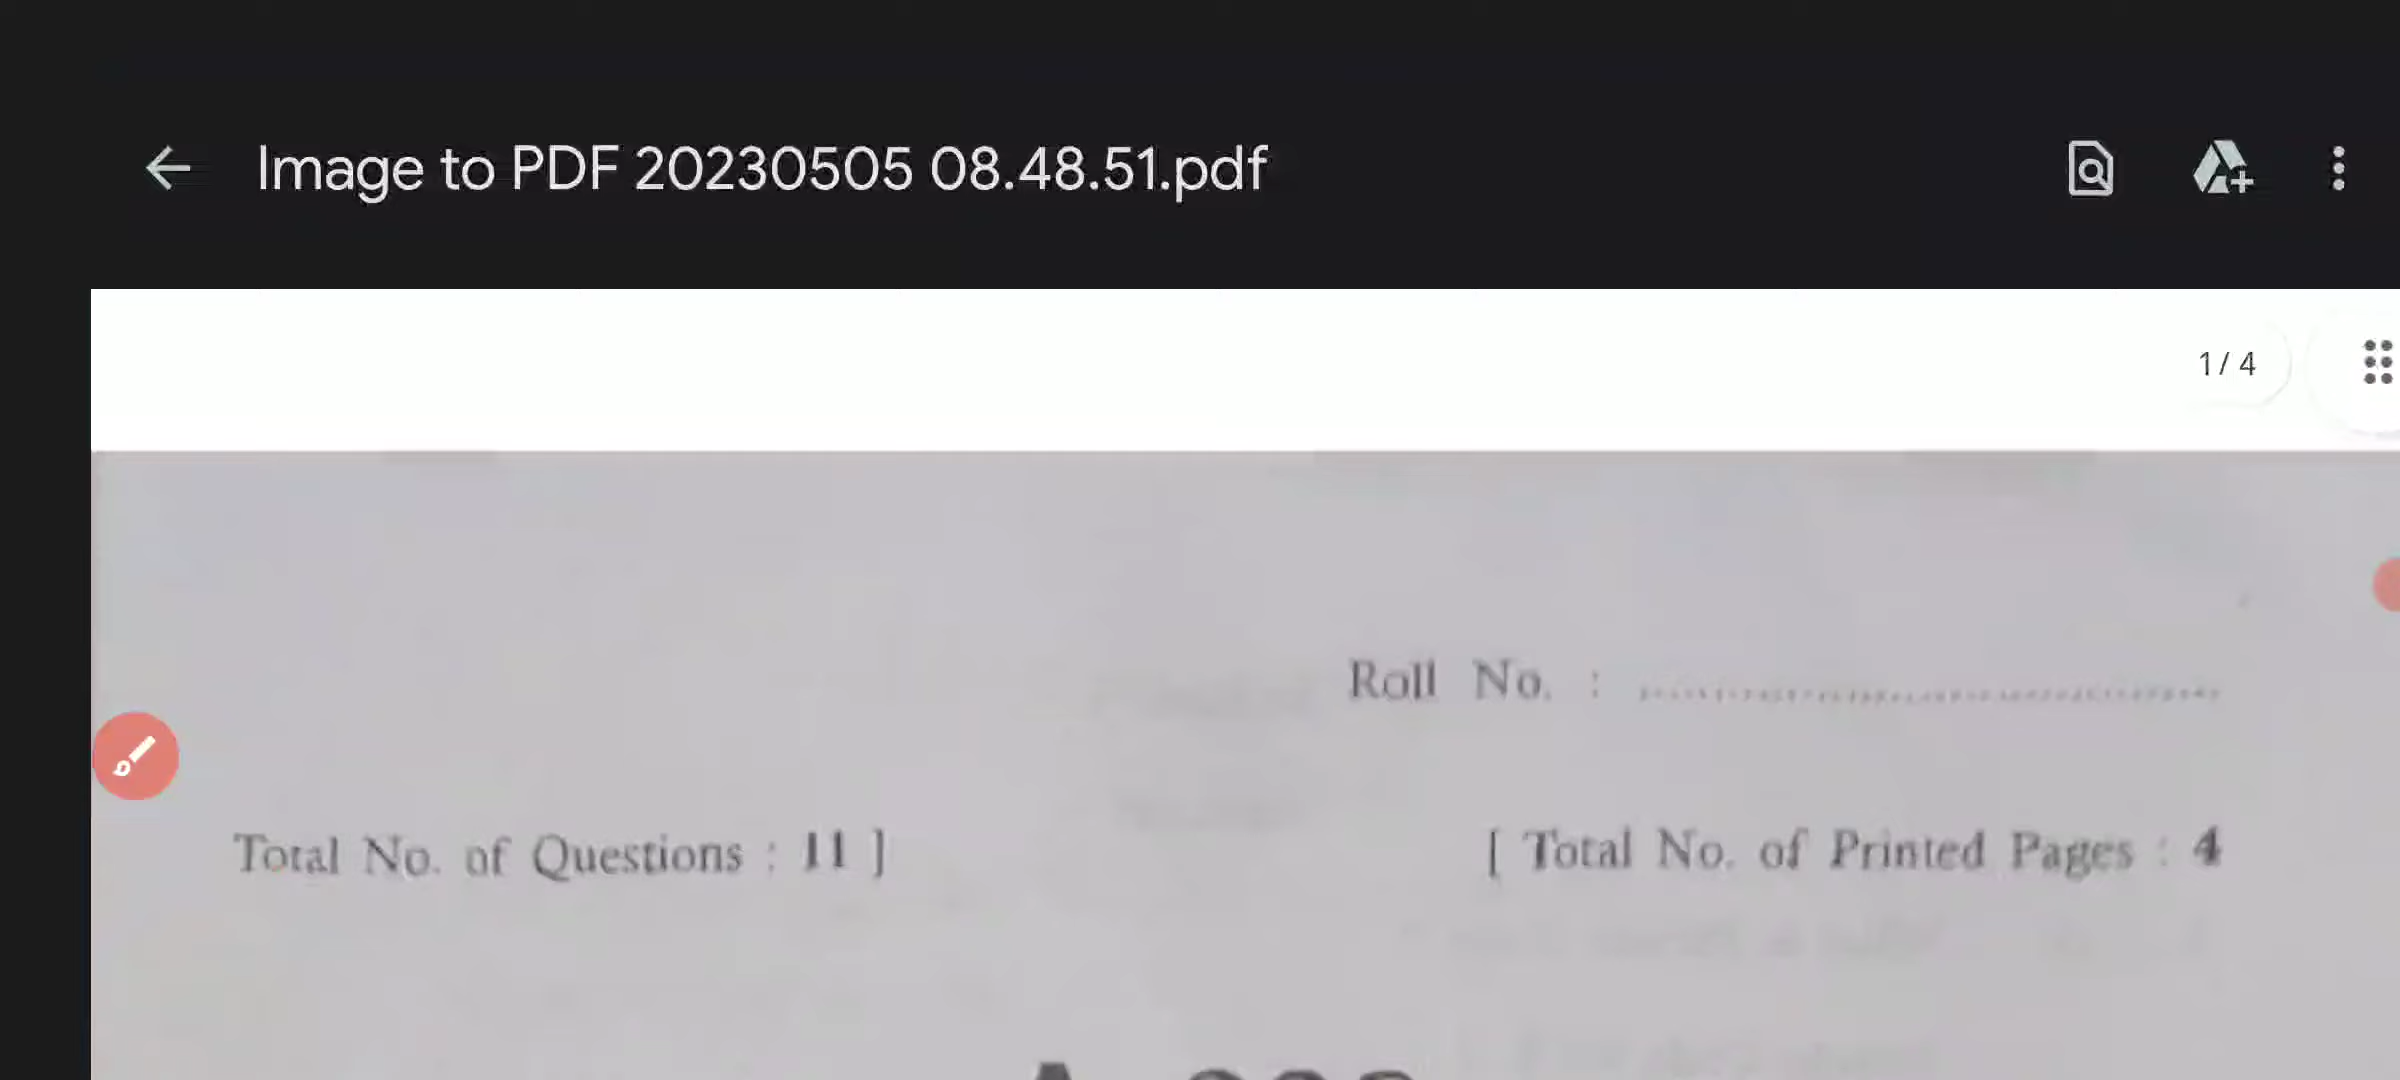 Image to PDF 20230505 08.48.51.pdf
1 / 4
Roll No. : ..........................................
Total No. of Questions : 11 ]
[ Total No. of Printed Pages : 4